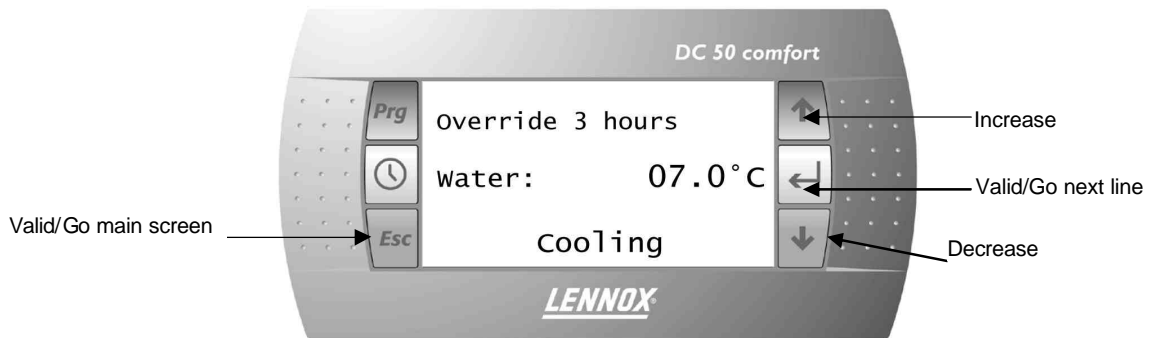 DC 50 comfort
Prg
Override 3 hours
Increase
Water: 07.0°C
Valid/Go next line
Valid/Go main screen
Esc
Cooling
Decrease
LENNOX